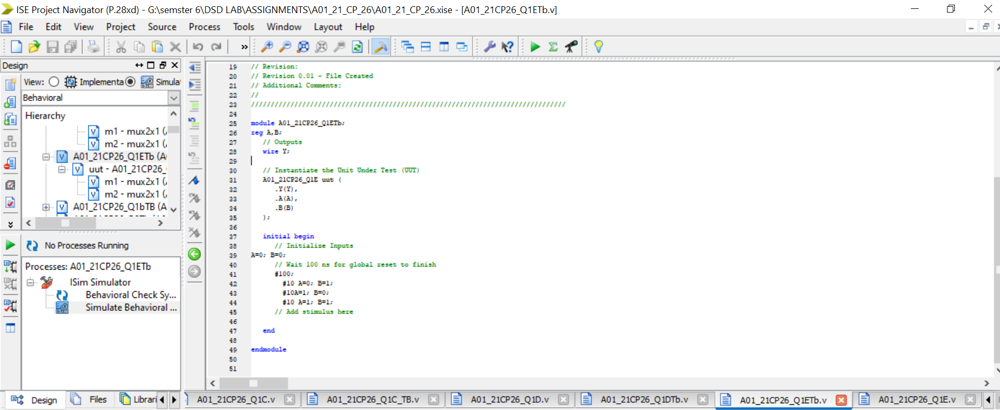 ISE Project Navigator (P.28xd) - G:\semster 6\DSD LAB\ASSIGNMENTS\A01_21_CP_26\A01_21_CP_26.xise - [A01_21CP26_Q1ETb.v]
File Edit View Project Source Process Tools Window Layout Help
Design
View: Implementa Simula
Behavioral
Hierarchy
m1 - mux2x1 (
m2 - mux2x1 (
A01_21CP26_Q1ETb (A
uut - A01_21CP26_
m1 - mux2x1 (
m2 - mux2x1 (
A01_21CP26_Q1bTB (A
No Processes Running
Processes: A01_21CP26_Q1ETb
ISim Simulator
Behavioral Check Sy...
Simulate Behavioral ...
Design Files Librari
19 // Revision:
20 // Revision 0.01 - File Created
21 // Additional Comments:
22 //
23 ////////////////////////////////////////////////////////////////////////////////
24
25 module A01_21CP26_Q1ETb;
26 reg A,B;
27 // Outputs
28 wire Y;
29
30 // Instantiate the Unit Under Test (UUT)
31 A01_21CP26_Q1E uut (
32 .Y(Y),
33 .A(A),
34 .B(B)
35 );
36
37 initial begin
38 // Initialize Inputs
39 A=0; B=0;
40 // Wait 100 ns for global reset to finish
41 #100;
42 #10 A=0; B=1;
43 #10A=1; B=0;
44 #10 A=1; B=1;
45 // Add stimulus here
46
47 end
48
49 endmodule
50
51
A01_21CP26_Q1C.v A01_21CP26_Q1C_TB.v A01_21CP26_Q1D.v A01_21CP26_Q1DTb.v A01_21CP26_Q1ETb.v A01_21CP26_Q1E.v